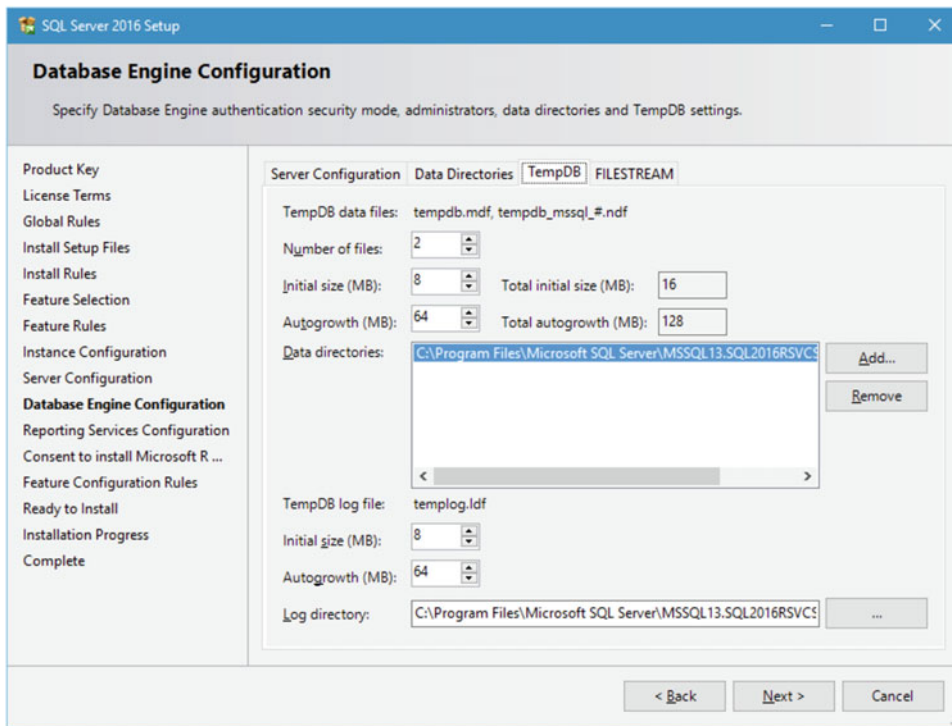 SQL Server 2016 Setup
Database Engine Configuration
Specify Database Engine authentication security mode, administrators, data directories and TempDB settings.
Product Key
License Terms
Global Rules
Install Setup Files
Install Rules
Feature Selection
Feature Rules
Instance Configuration
Server Configuration
Database Engine Configuration
Reporting Services Configuration
Consent to install Microsoft R ...
Feature Configuration Rules
Ready to Install
Installation Progress
Complete
Server Configuration Data Directories TempDB FILESTREAM
TempDB data files: tempdb.mdf, tempdb_mssql_#.ndf
Number of files: 2
Initial size (MB): 8 Total initial size (MB): 16
Autogrowth (MB): 64 Total autogrowth (MB): 128
Data directories: C:\Program Files\Microsoft SQL Server\MSSQL13.SQL2016RSVCS Add...
Remove
TempDB log file: templog.ldf
Initial size (MB): 8
Autogrowth (MB): 64
Log directory: C:\Program Files\Microsoft SQL Server\MSSQL13.SQL2016RSVCS ...
< Back Next > Cancel